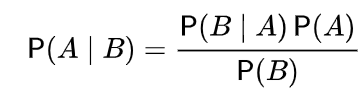 P(A | B) = P(B | A) P(A) / P(B)